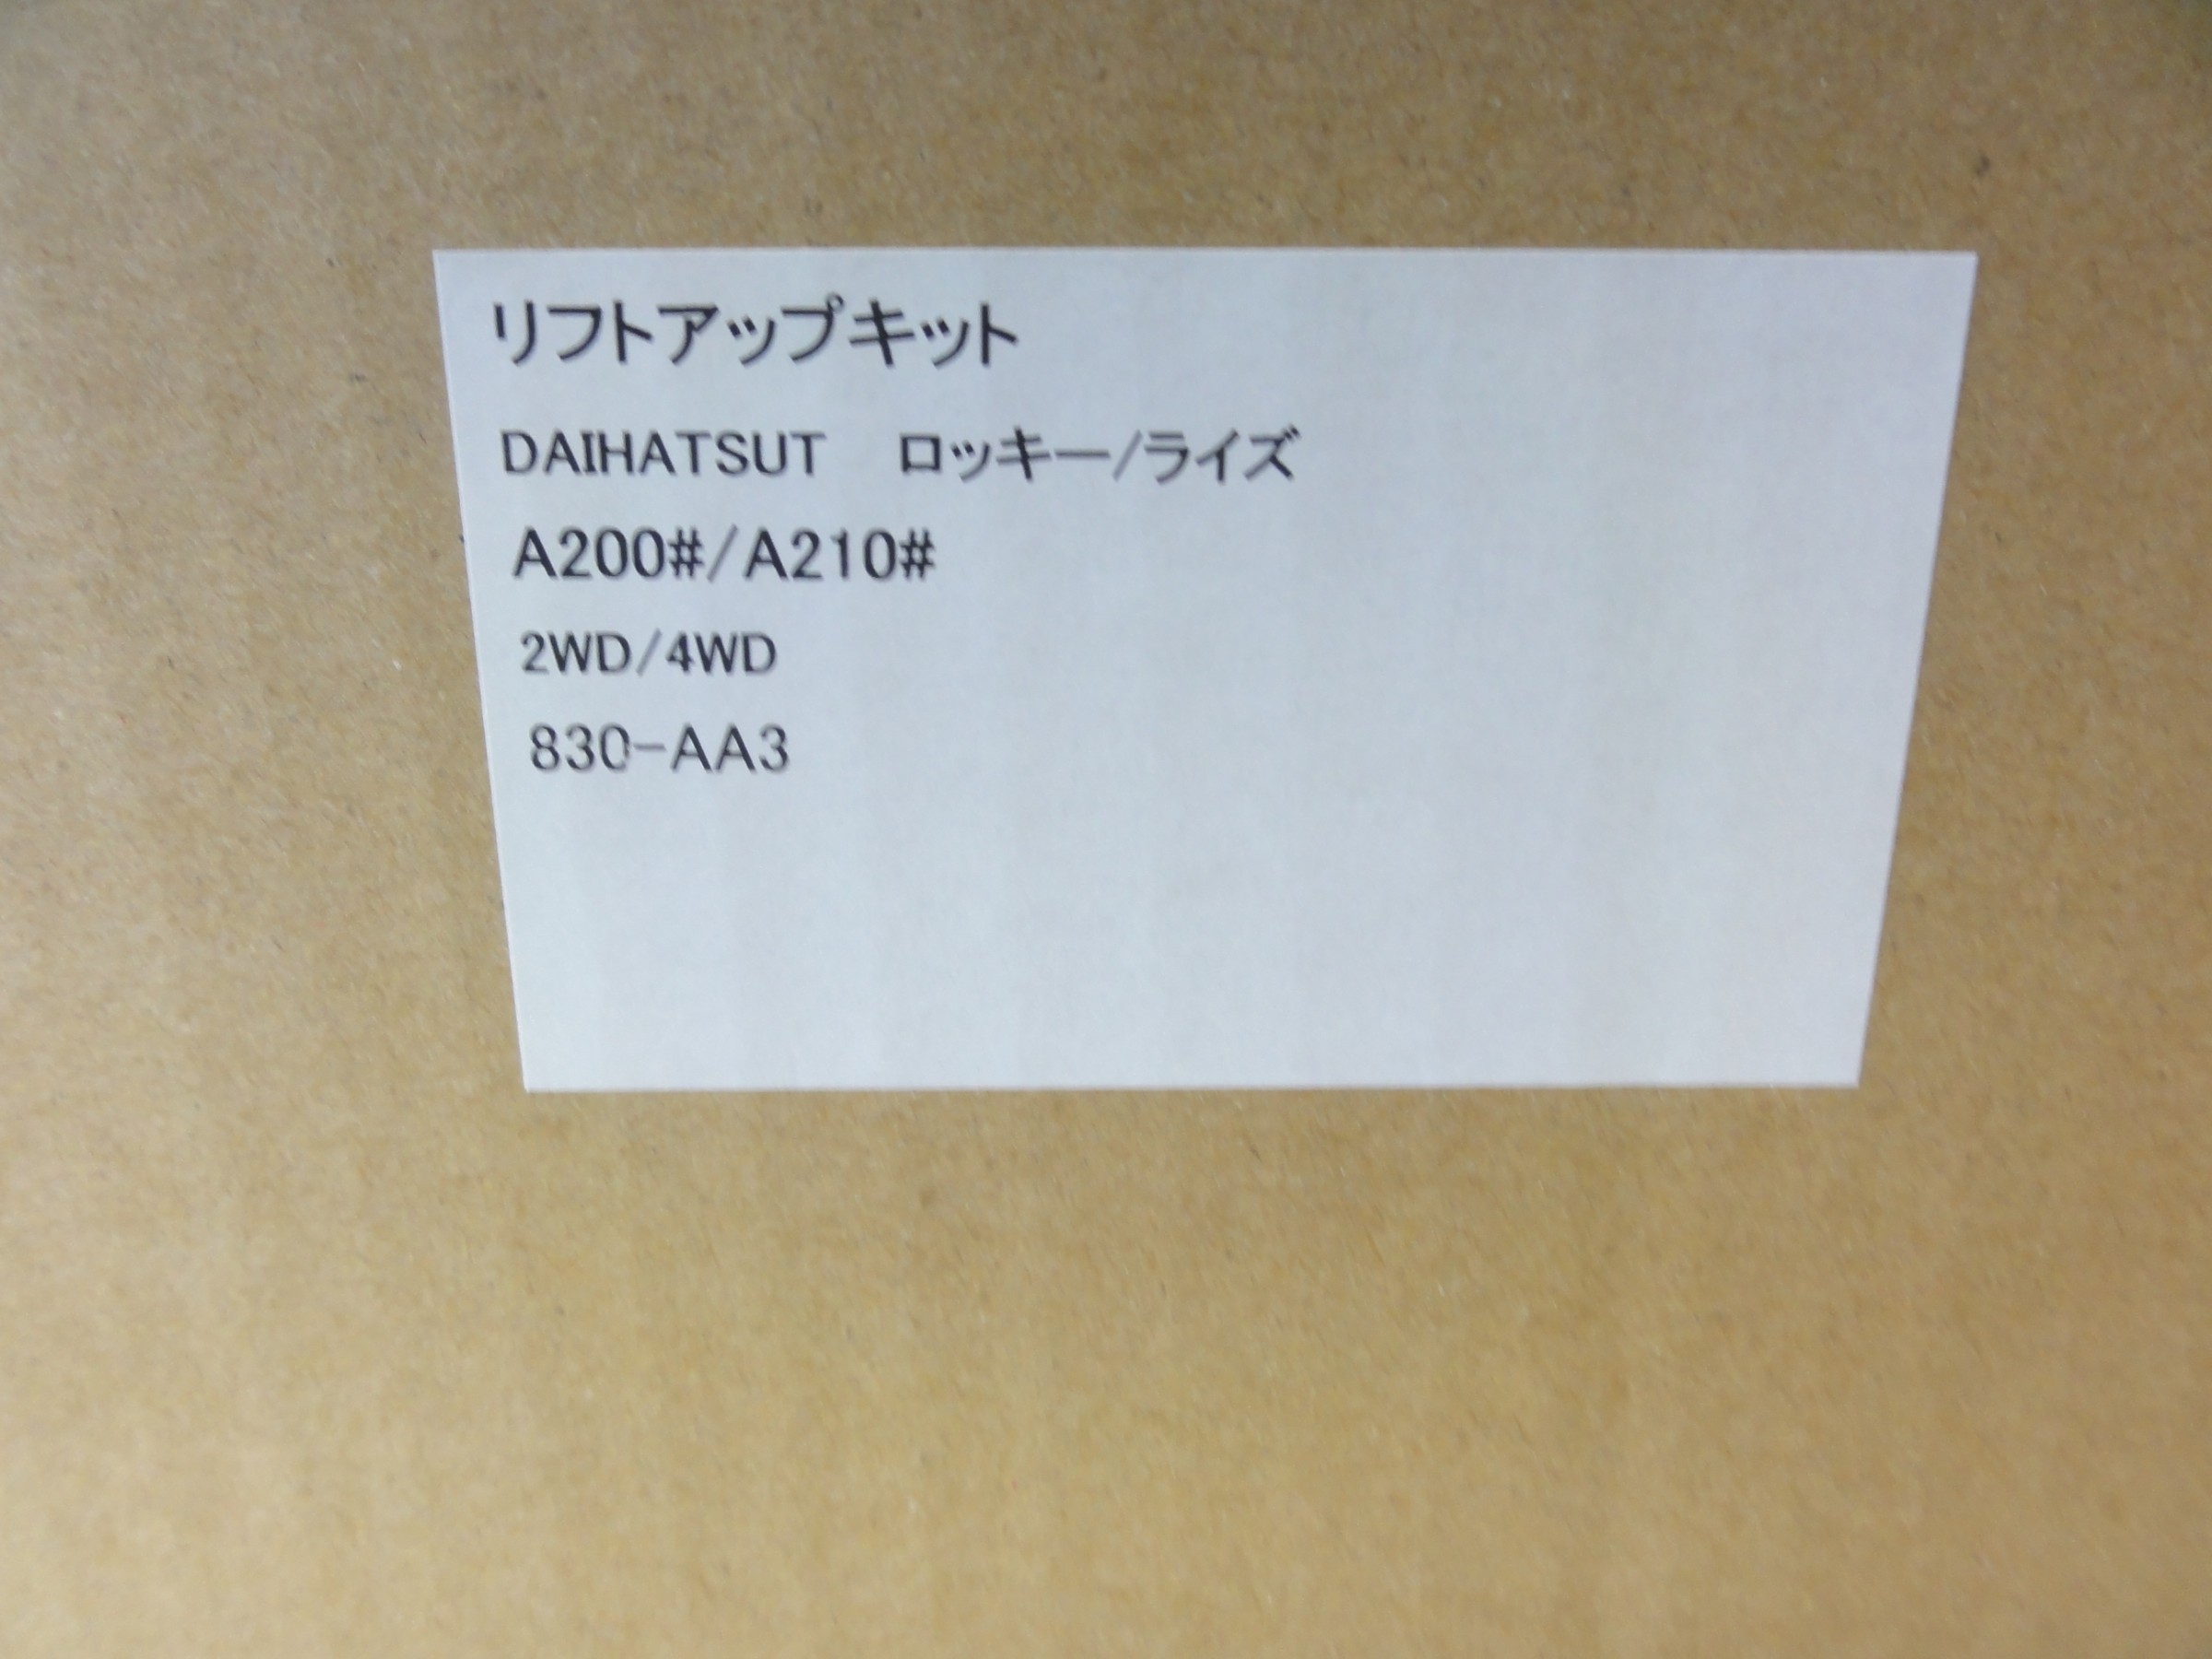 リフトアップキット
DAIHATSUT　ロッキー/ライズ
A200#/A210#
2WD/4WD
830-AA3